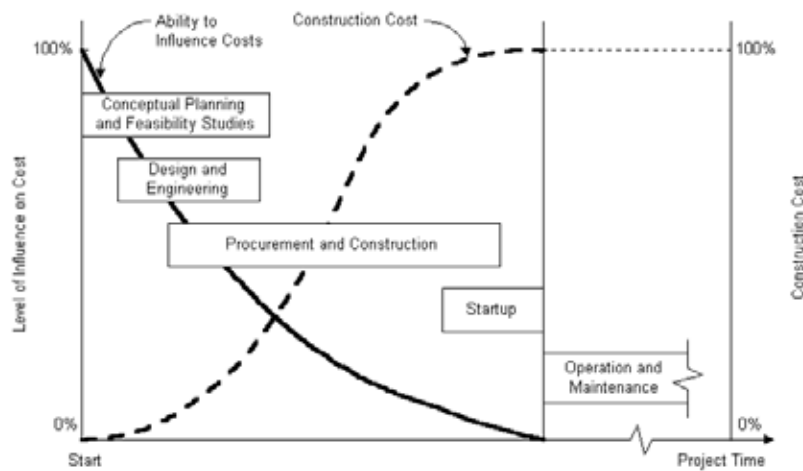 Ability to
Influence Costs
Construction Cost
100%
100%
Conceptual Planning
and Feasibility Studies
Design and
Engineering
Procurement and Construction
Startup
Operation and
Maintenance
Level of Influence on Cost
Construction Cost
0%
0%
Start
Project Time